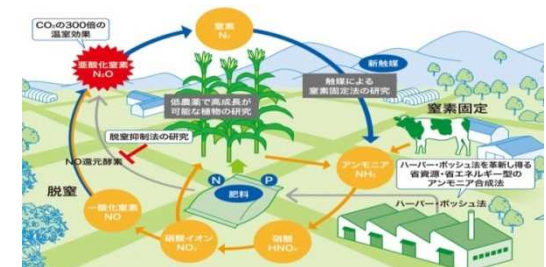 CO₂の300倍の
温室効果
亜酸化窒素
N₂O
窒素
N₂
新触媒
触媒による
窒素固定法の研究
低農薬で高成長が
可能な植物の研究
窒素固定
脱窒抑制法の研究
NO還元酵素
脱窒
アンモニア
NH₃
ハーバー・ボッシュ法を革新し得る
省資源・省エネルギー型の
アンモニア合成法
N
P
肥料
ハーバー・ボッシュ法
一酸化窒素
NO
硝酸イオン
硝酸